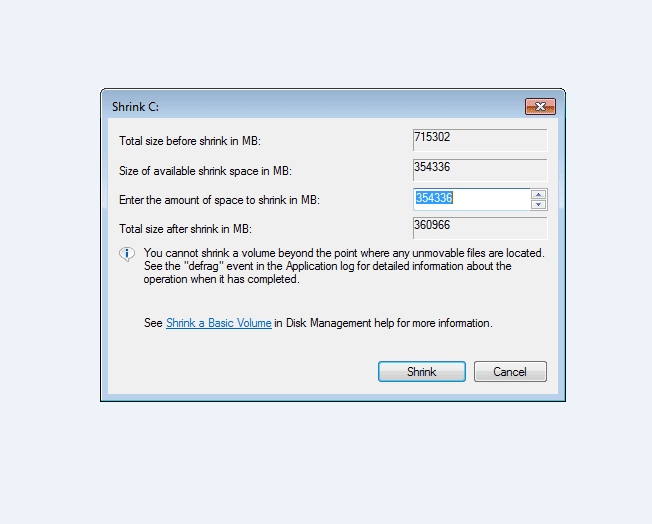 Shrink C:
Total size before shrink in MB: 715302
Size of available shrink space in MB: 354336
Enter the amount of space to shrink in MB: 354336
Total size after shrink in MB: 360966
You cannot shrink a volume beyond the point where any unmovable files are located.
See the "defrag" event in the Application log for detailed information about the
operation when it has completed.
See Shrink a Basic Volume in Disk Management help for more information.
Shrink Cancel